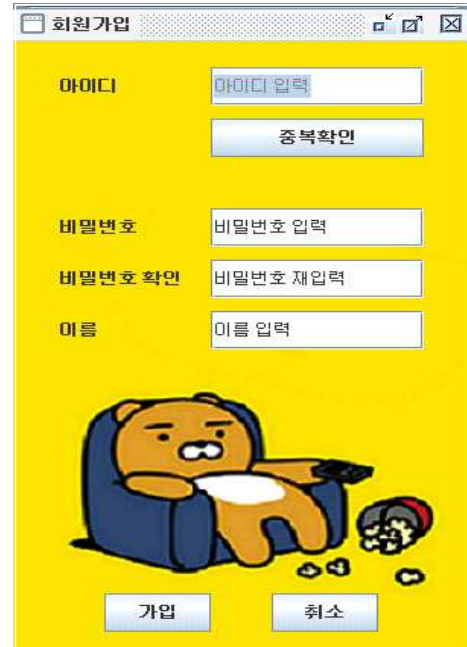 회원가입
아이디 아이디 입력
중복확인
비밀번호 비밀번호 입력
비밀번호 확인 비밀번호 재입력
이름 이름 입력
가입 취소